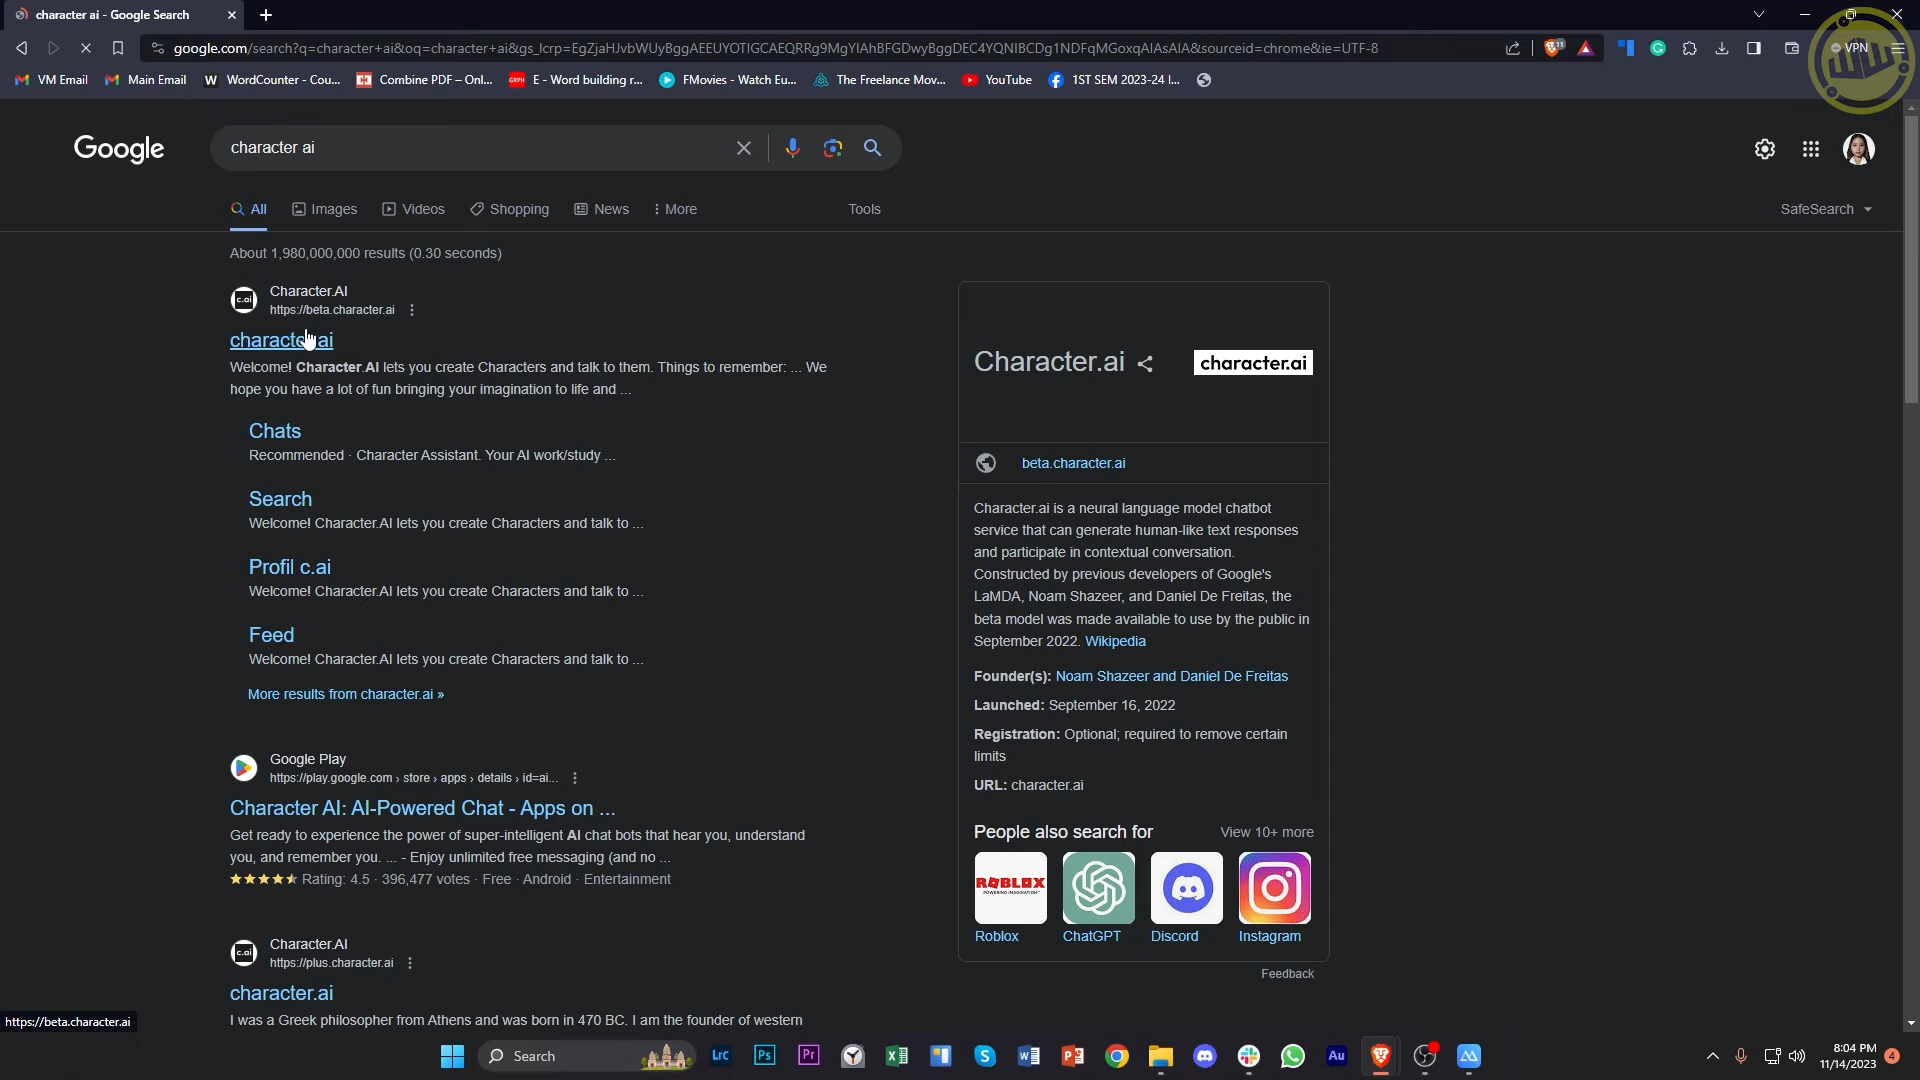 character ai - Google Search
google.com/search?q=character+ai&oq=character+ai&gs_lcrp=EgZjaHJvbWUyBggAEEUYOTIGCAEQRRg9MgYIAhBFGDwyBggDEC4YQNIBCDg1NDFqMGoxqAIAsAIA&sourceid=chrome&ie=UTF-8
11
VPN
VM Email
Main Email
W WordCounter - Cou...
Combine PDF – Onl...
GRPH E - Word building r...
FMovies - Watch Eu...
The Freelance Mov...
YouTube
1ST SEM 2023-24 I...
Google
character ai
All
Images
Videos
Shopping
News
More
Tools
SafeSearch
About 1,980,000,000 results (0.30 seconds)
c.ai
Character.AI
https://beta.character.ai
character.ai
Welcome! Character.AI lets you create Characters and talk to them. Things to remember: ... We
hope you have a lot of fun bringing your imagination to life and ...
Chats
Recommended · Character Assistant. Your AI work/study ...
Search
Welcome! Character.AI lets you create Characters and talk to ...
Profil c.ai
Welcome! Character.AI lets you create Characters and talk to ...
Feed
Welcome! Character.AI lets you create Characters and talk to ...
More results from character.ai »
Google Play
https://play.google.com › store › apps › details › id=ai...
Character AI: AI-Powered Chat - Apps on ...
Get ready to experience the power of super-intelligent AI chat bots that hear you, understand
you, and remember you. ... - Enjoy unlimited free messaging (and no ...
Rating: 4.5 · 396,477 votes · Free · Android · Entertainment
c.ai
Character.AI
https://plus.character.ai
character.ai
I was a Greek philosopher from Athens and was born in 470 BC. I am the founder of western
Character.ai
character.ai
beta.character.ai
Character.ai is a neural language model chatbot
service that can generate human-like text responses
and participate in contextual conversation.
Constructed by previous developers of Google's
LaMDA, Noam Shazeer, and Daniel De Freitas, the
beta model was made available to use by the public in
September 2022. Wikipedia
Founder(s): Noam Shazeer and Daniel De Freitas
Launched: September 16, 2022
Registration: Optional; required to remove certain
limits
URL: character.ai
People also search for
View 10+ more
ROBLOX
POWERING IMAGINATION
Roblox
ChatGPT
Discord
Instagram
Feedback
https://beta.character.ai
Search
LrC
Ps
Pr
Au
8:04 PM
11/14/2023
4